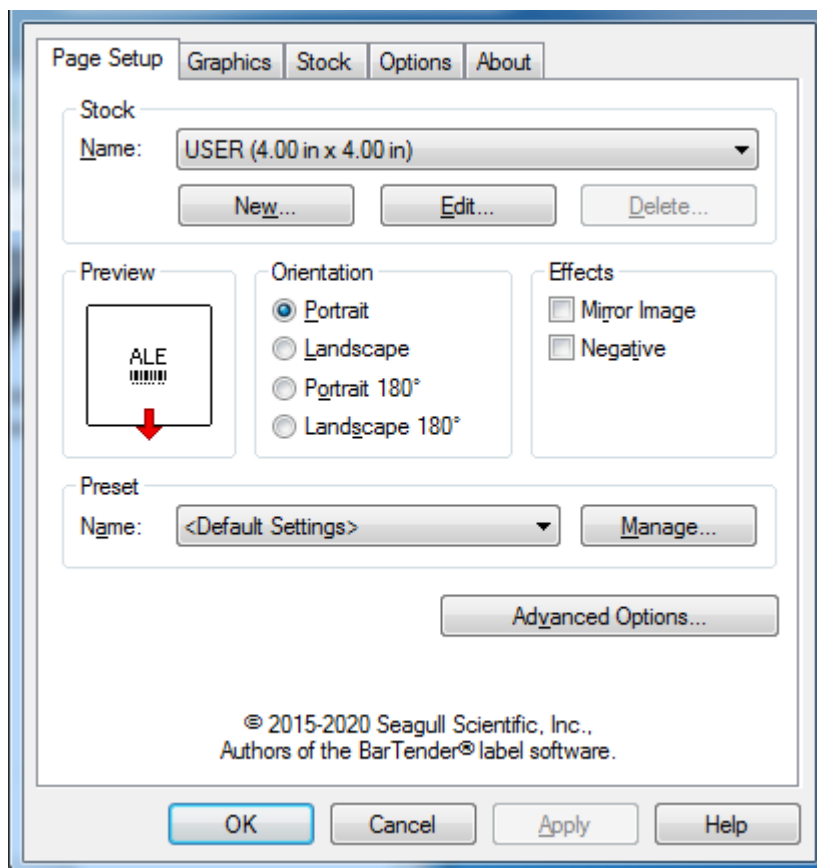 Page Setup Graphics Stock Options About
Stock
Name: USER (4.00 in x 4.00 in)
New... Edit... Delete...
Preview Orientation Effects
ALE
Portrait Mirror Image
Landscape Negative
Portrait 180°
Landscape 180°
Preset
Name: <Default Settings> Manage...
Advanced Options...
© 2015-2020 Seagull Scientific, Inc.,
Authors of the BarTender® label software.
OK Cancel Apply Help